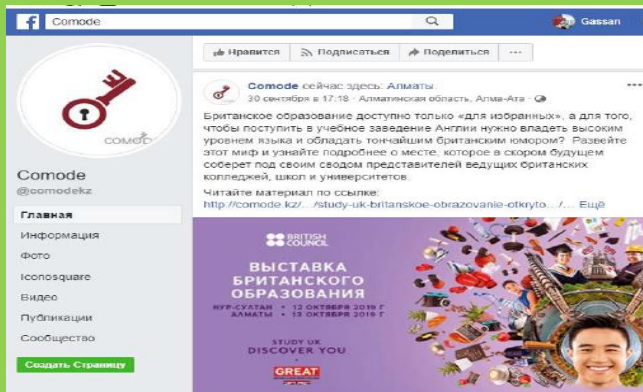 Comode
Gassan
Нравится
Подписаться
Поделиться
COMOD
Comode
@comodekz
Главная
Информация
Фото
Iconosquare
Видео
Публикации
Сообщество
Создать Страницу
Comode сейчас здесь: Алматы
30 сентября в 17:18 · Алматинская область, Алма-Ата ·
Британское образование доступно только «для избранных», а для того,
чтобы поступить в учебное заведение Англии нужно владеть высоким
уровнем языка и обладать тончайшим британским юмором? Развейте
этот миф и узнайте подробнее о месте, которое в скором будущем
соберет под своим сводом представителей ведущих британских
колледжей, школ и университетов.
Читайте материал по ссылке:
http://comode.kz/.../study-uk-britanskoe-obrazovanie-otkryto.../... Ещё
BRITISH
COUNCIL
ВЫСТАВКА
БРИТАНСКОГО
ОБРАЗОВАНИЯ
НУР-СУЛТАН • 12 ОКТЯБРЯ 2019 Г
АЛМАТЫ • 13 ОКТЯБРЯ 2019 Г
STUDY UK
DISCOVER YOU
GREAT